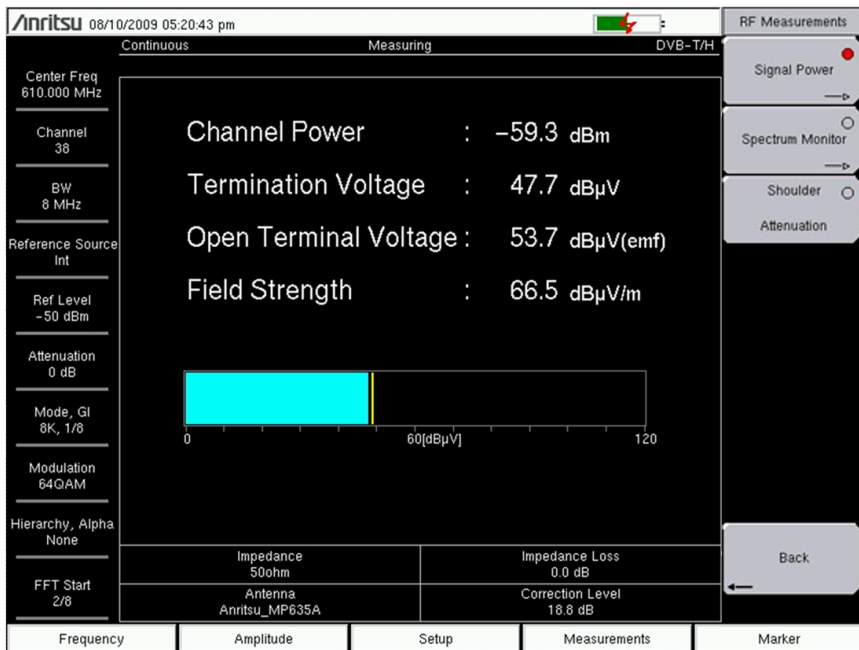 /Inritsu 08/10/2009 05:20:43 pm
RF Measurements
Continuous Measuring DVB-T/H
Center Freq
610.000 MHz
Channel
38
BW
8 MHz
Reference Source
Int
Ref Level
-50 dBm
Attenuation
0 dB
Mode, GI
8K, 1/8
Modulation
64QAM
Hierarchy, Alpha
None
FFT Start
2/8
Channel Power : -59.3 dBm
Termination Voltage : 47.7 dBµV
Open Terminal Voltage : 53.7 dBµV(emf)
Field Strength : 66.5 dBµV/m
0 60[dBµV] 120
Impedance
50ohm
Impedance Loss
0.0 dB
Antenna
Anritsu_MP635A
Correction Level
18.8 dB
Signal Power
Spectrum Monitor
Shoulder
Attenuation
Back
Frequency Amplitude Setup Measurements Marker